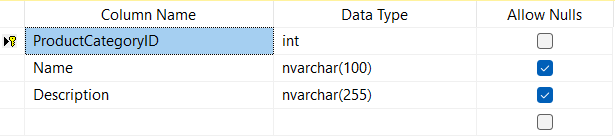 Column Name Data Type Allow Nulls
ProductCategoryID int
Name nvarchar(100)
Description nvarchar(255)